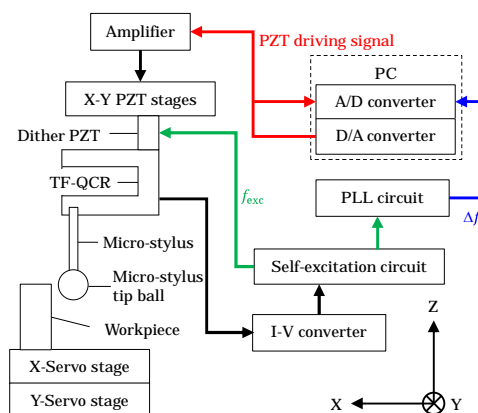 Amplifier
PZT driving signal
PC
X-Y PZT stages
A/D converter
Dither PZT
D/A converter
TF-QCR
f_exc
PLL circuit
Δf
Micro-stylus
Self-excitation circuit
Micro-stylus
tip ball
Z
Workpiece
I-V converter
X-Servo stage
X
Y
Y-Servo stage